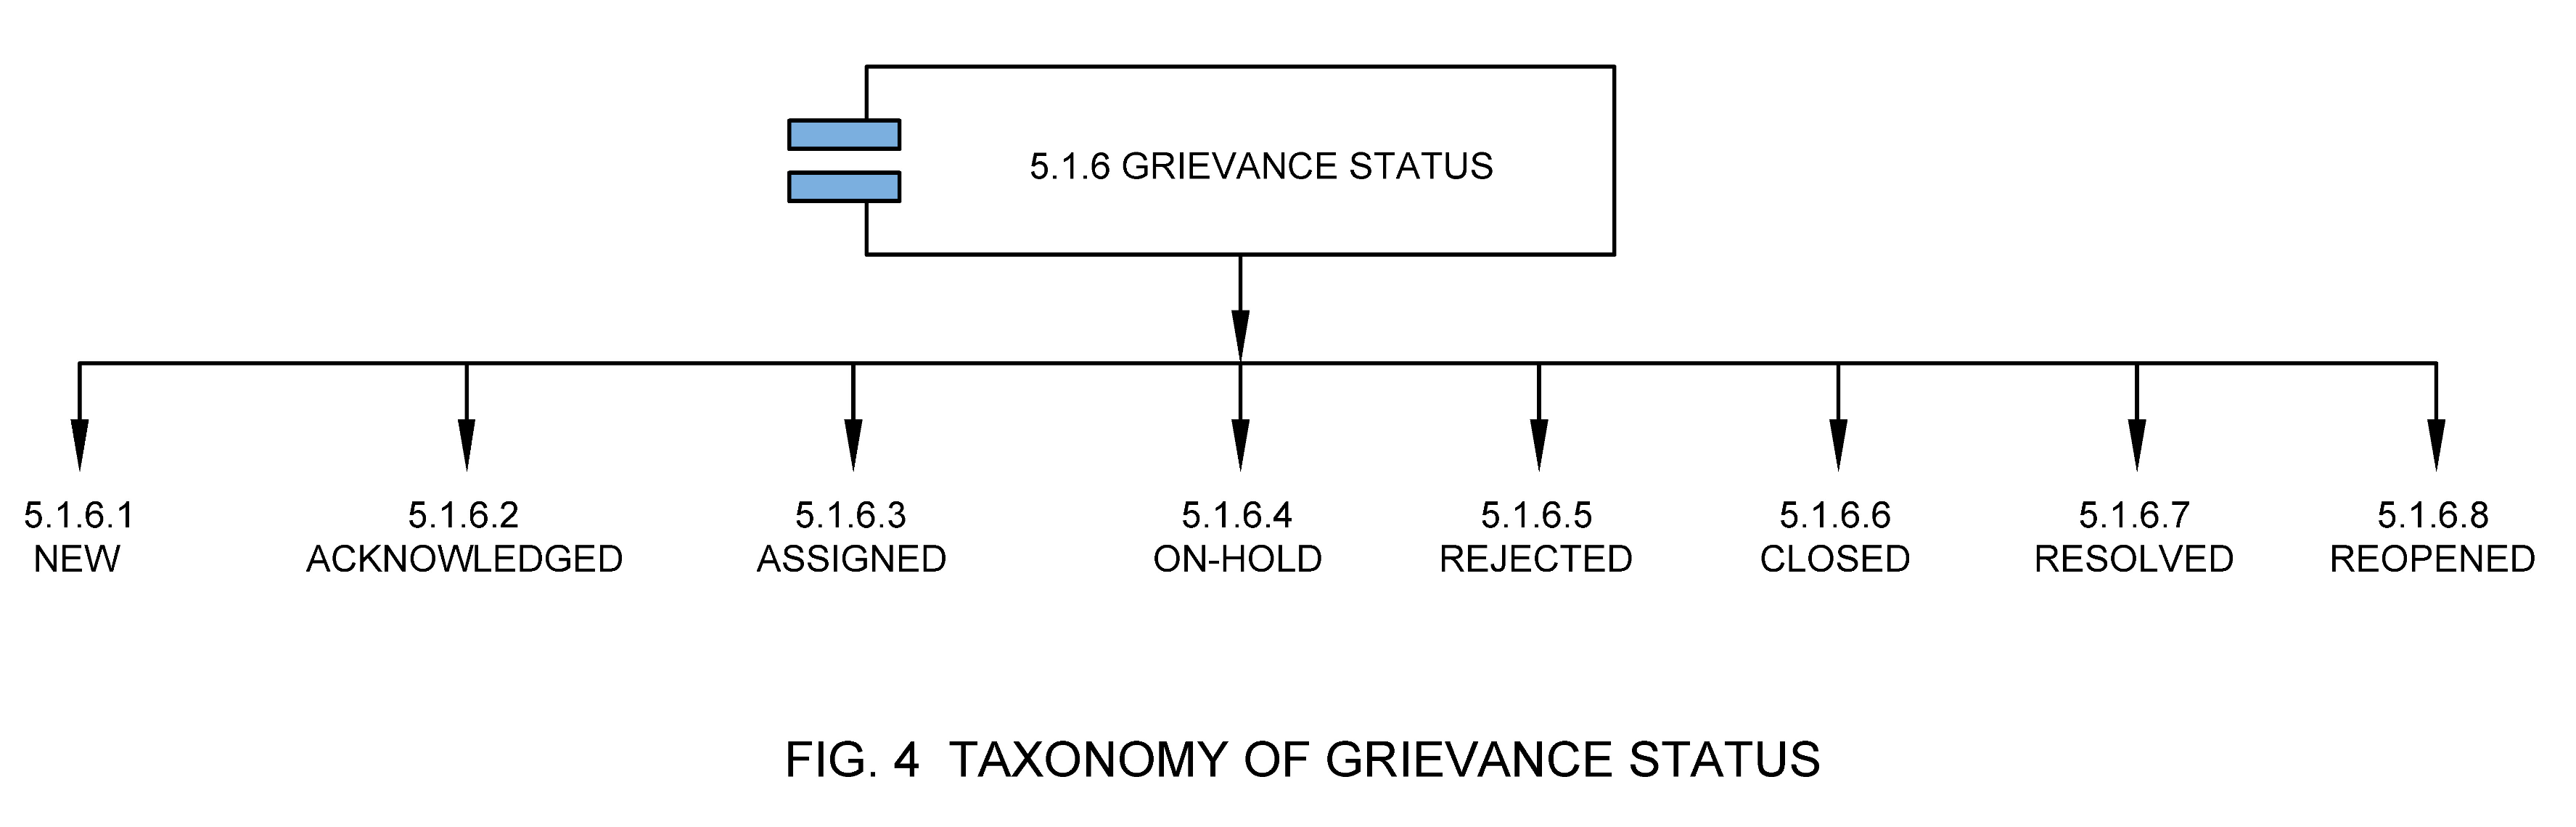 5.1.6 GRIEVANCE STATUS
5.1.6.1
NEW
5.1.6.2
ACKNOWLEDGED
5.1.6.3
ASSIGNED
5.1.6.4
ON-HOLD
5.1.6.5
REJECTED
5.1.6.6
CLOSED
5.1.6.7
RESOLVED
5.1.6.8
REOPENED
FIG. 4 TAXONOMY OF GRIEVANCE STATUS